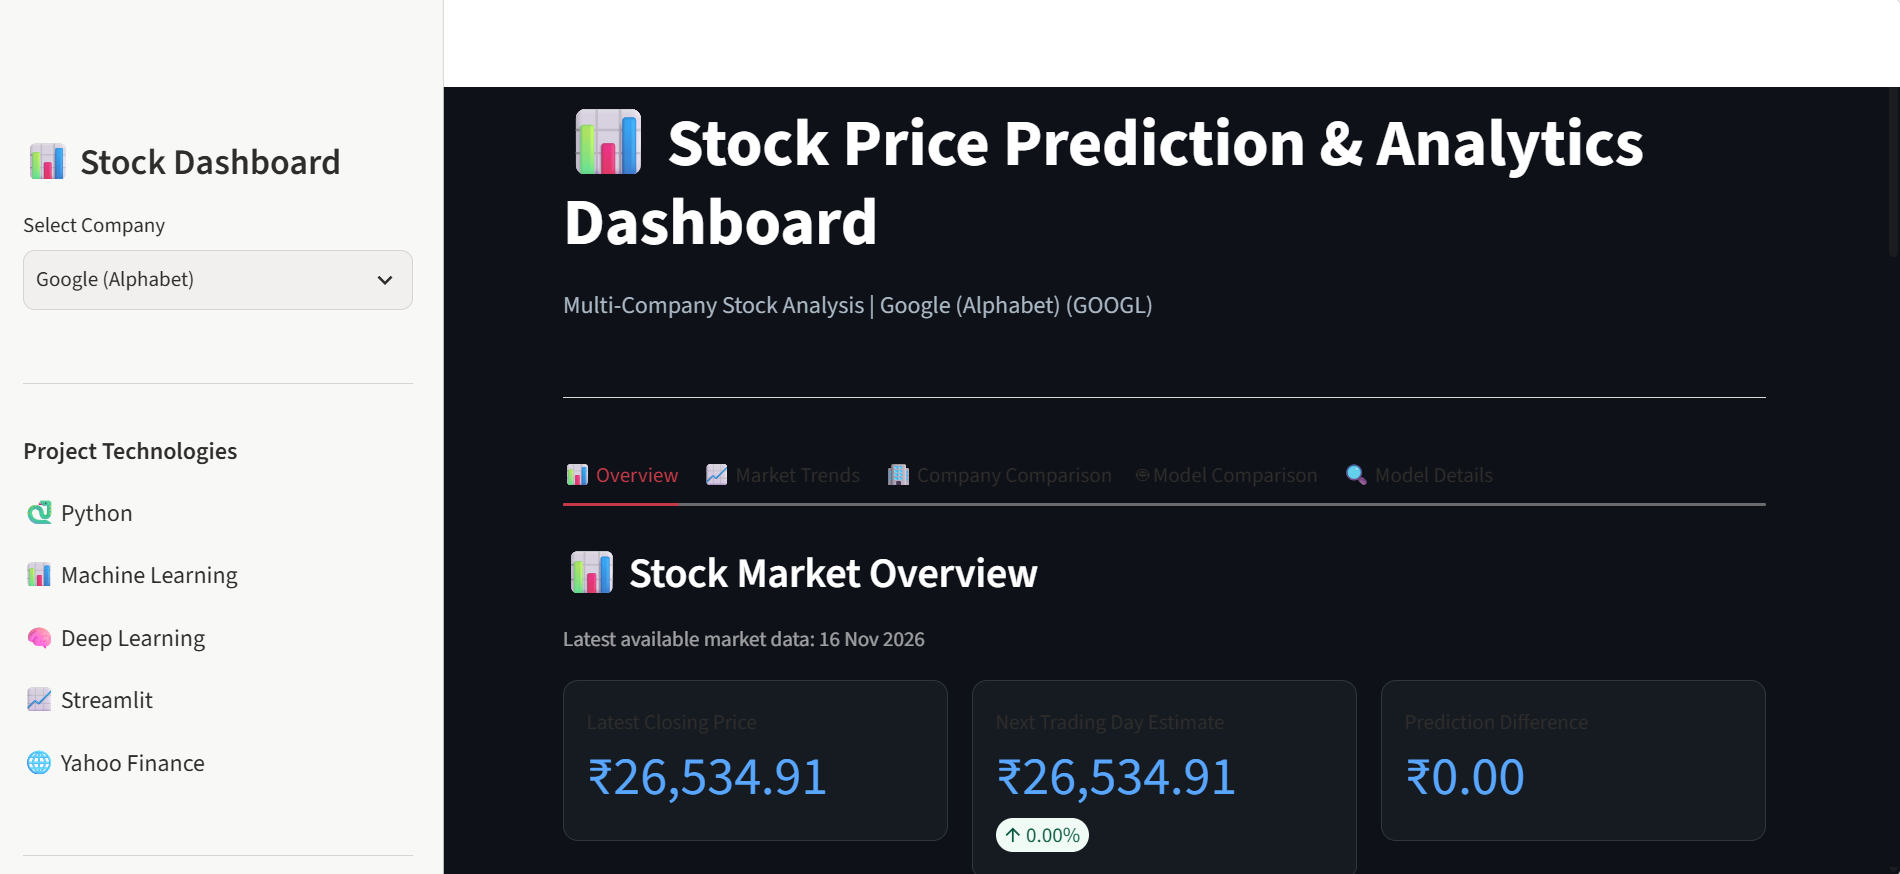 Stock Dashboard
Select Company
Google (Alphabet)
Project Technologies
Python
Machine Learning
Deep Learning
Streamlit
Yahoo Finance
Stock Price Prediction & Analytics
Dashboard
Multi-Company Stock Analysis | Google (Alphabet) (GOOGL)
Overview Market Trends Company Comparison Model Comparison Model Details
Stock Market Overview
Latest available market data: 16 Nov 2026
Latest Closing Price
₹26,534.91
Next Trading Day Estimate
₹26,534.91
↑ 0.00%
Prediction Difference
₹0.00